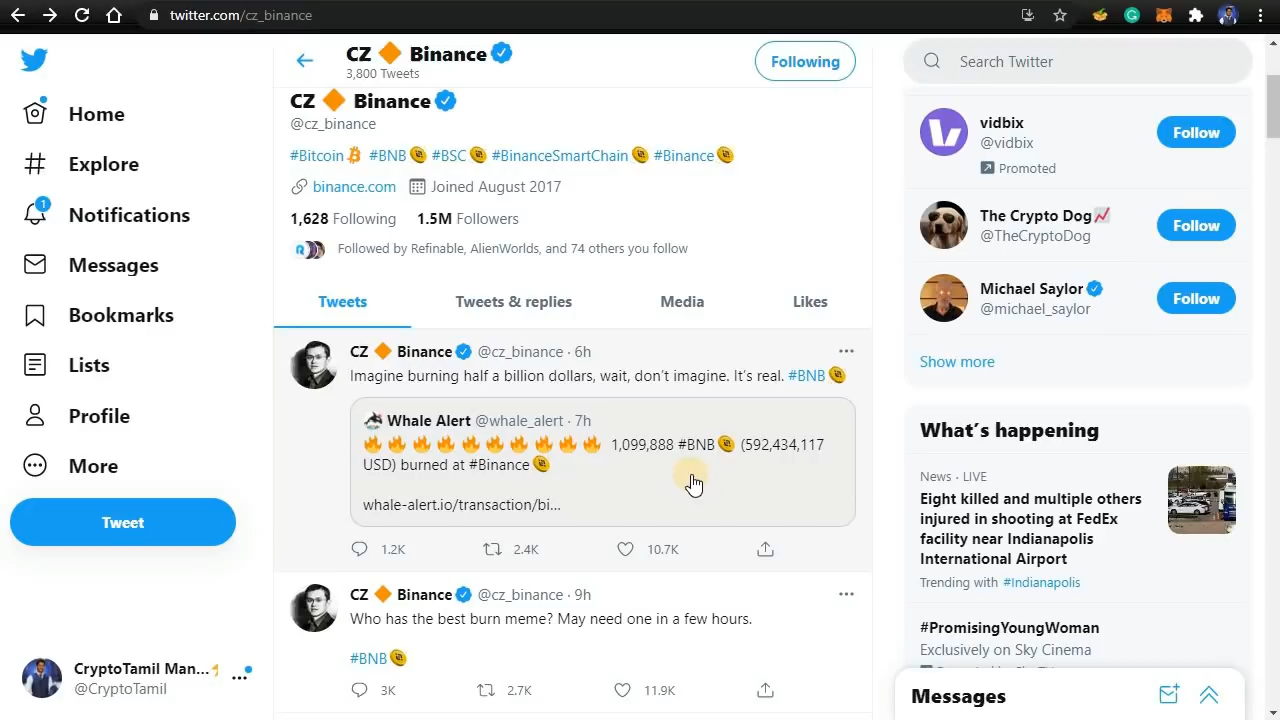 twitter.com/cz_binance
CZ 🔶 Binance
3,800 Tweets
Following
Search Twitter
Home
Explore
1
Notifications
Messages
Bookmarks
Lists
Profile
More
Tweet
CryptoTamil Man...
@CryptoTamil
CZ 🔶 Binance
@cz_binance
#Bitcoin #BNB #BSC #BinanceSmartChain #Binance
binance.com Joined August 2017
1,628 Following 1.5M Followers
Followed by Refinable, AlienWorlds, and 74 others you follow
Tweets Tweets & replies Media Likes
CZ 🔶 Binance @cz_binance · 6h
Imagine burning half a billion dollars, wait, don't imagine. It's real. #BNB
Whale Alert @whale_alert · 7h
🔥🔥🔥🔥🔥🔥🔥🔥🔥🔥 1,099,888 #BNB (592,434,117
USD) burned at #Binance
whale-alert.io/transaction/bi...
1.2K 2.4K 10.7K
CZ 🔶 Binance @cz_binance · 9h
Who has the best burn meme? May need one in a few hours.
#BNB
3K 2.7K 11.9K
vidbix
@vidbix
Promoted
Follow
The Crypto Dog📈
@TheCryptoDog
Follow
Michael Saylor
@michael_saylor
Follow
Show more
What's happening
News · LIVE
Eight killed and multiple others
injured in shooting at FedEx
facility near Indianapolis
International Airport
Trending with #Indianapolis
#PromisingYoungWoman
Exclusively on Sky Cinema
Messages